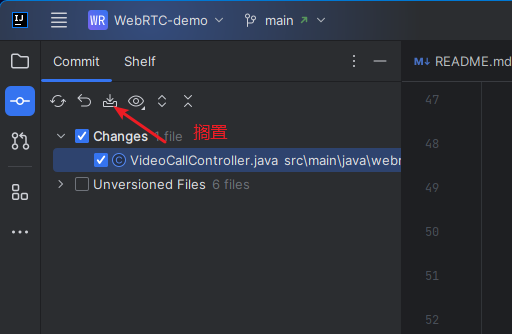 IJ WR WebRTC-demo main
Commit Shelf
README.md
47
搁置
Changes 1 file
48
VideoCallController.java src\main\java\webr
Unversioned Files 6 files
49
50
51
52